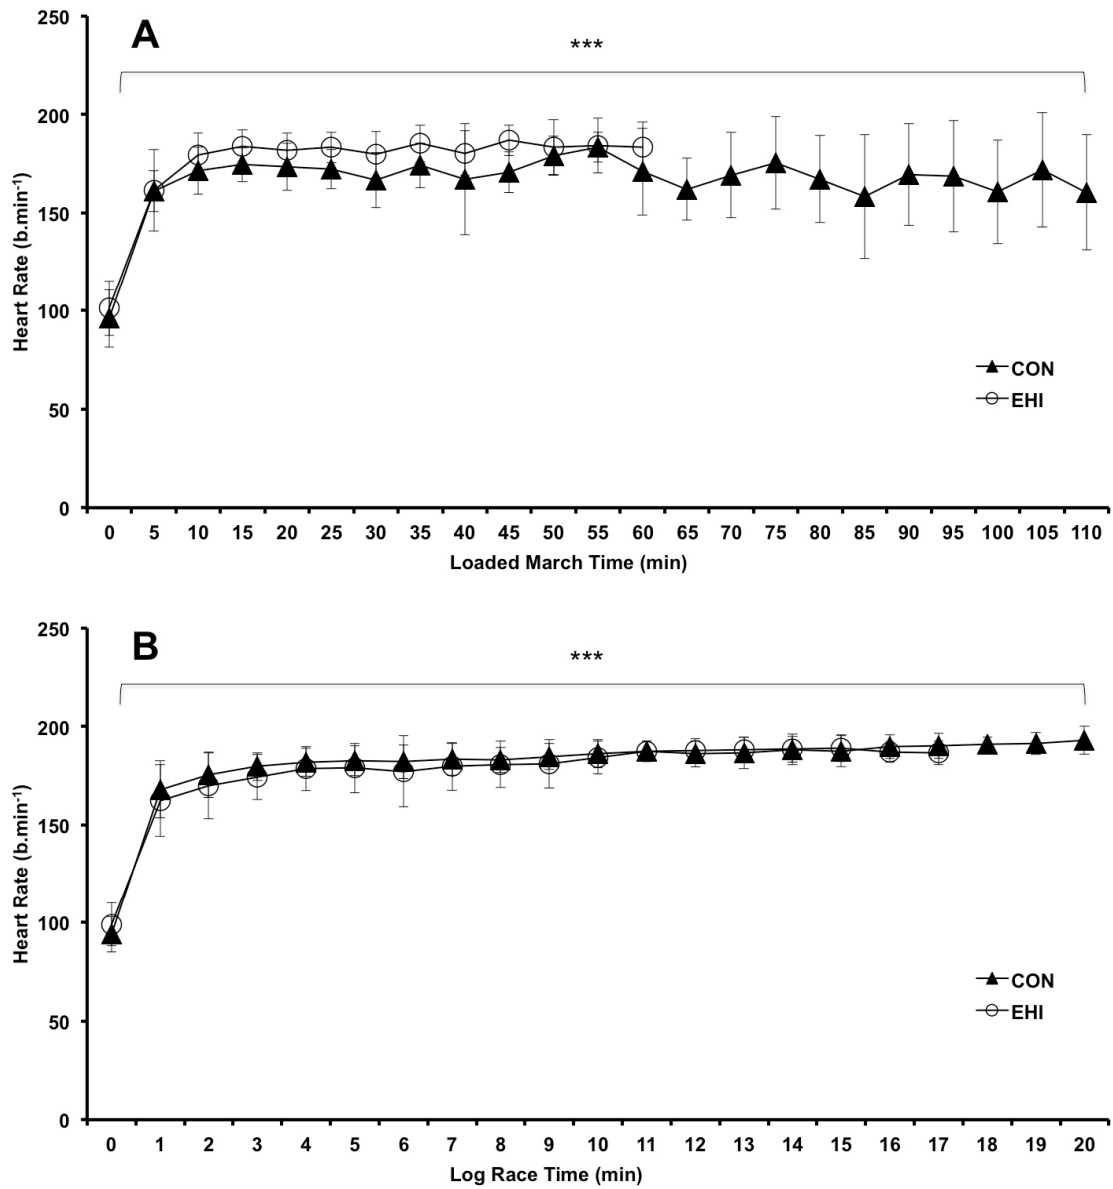 250
A
***
200
150
100
50
0
Heart Rate (b.min-1)
CON
EHI
0 5 10 15 20 25 30 35 40 45 50 55 60 65 70 75 80 85 90 95 100 105 110
Loaded March Time (min)
250
B
***
200
150
100
50
0
Heart Rate (b.min-1)
CON
EHI
0 1 2 3 4 5 6 7 8 9 10 11 12 13 14 15 16 17 18 19 20
Log Race Time (min)